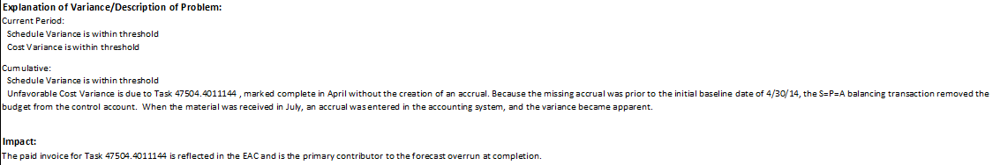 Explanation of Variance/Description of Problem:
Current Period:
Schedule Variance is within threshold
Cost Variance is within threshold
Cumulative:
Schedule Variance is within threshold
Unfavorable Cost Variance is due to Task 47504.4011144 , marked complete in April without the creation of an accrual. Because the missing accrual was prior to the initial baseline date of 4/30/14, the S=P=A balancing transaction removed the
budget from the control account. When the material was received in July, an accrual was entered in the accounting system, and the variance became apparent.
Impact:
The paid invoice for Task 47504.4011144 is reflected in the EAC and is the primary contributor to the forecast overrun at completion.